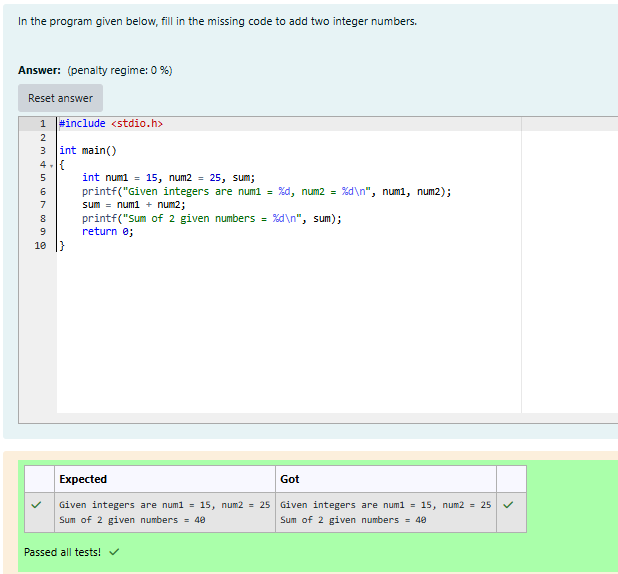 In the program given below, fill in the missing code to add two integer numbers.
Answer: (penalty regime: 0 %)
Reset answer
1 #include <stdio.h>
2
3 int main()
4 {
5 int num1 = 15, num2 = 25, sum;
6 printf("Given integers are num1 = %d, num2 = %d\n", num1, num2);
7 sum = num1 + num2;
8 printf("Sum of 2 given numbers = %d\n", sum);
9 return 0;
10 }
Expected Got
Given integers are num1 = 15, num2 = 25 Given integers are num1 = 15, num2 = 25
Sum of 2 given numbers = 40 Sum of 2 given numbers = 40
Passed all tests!